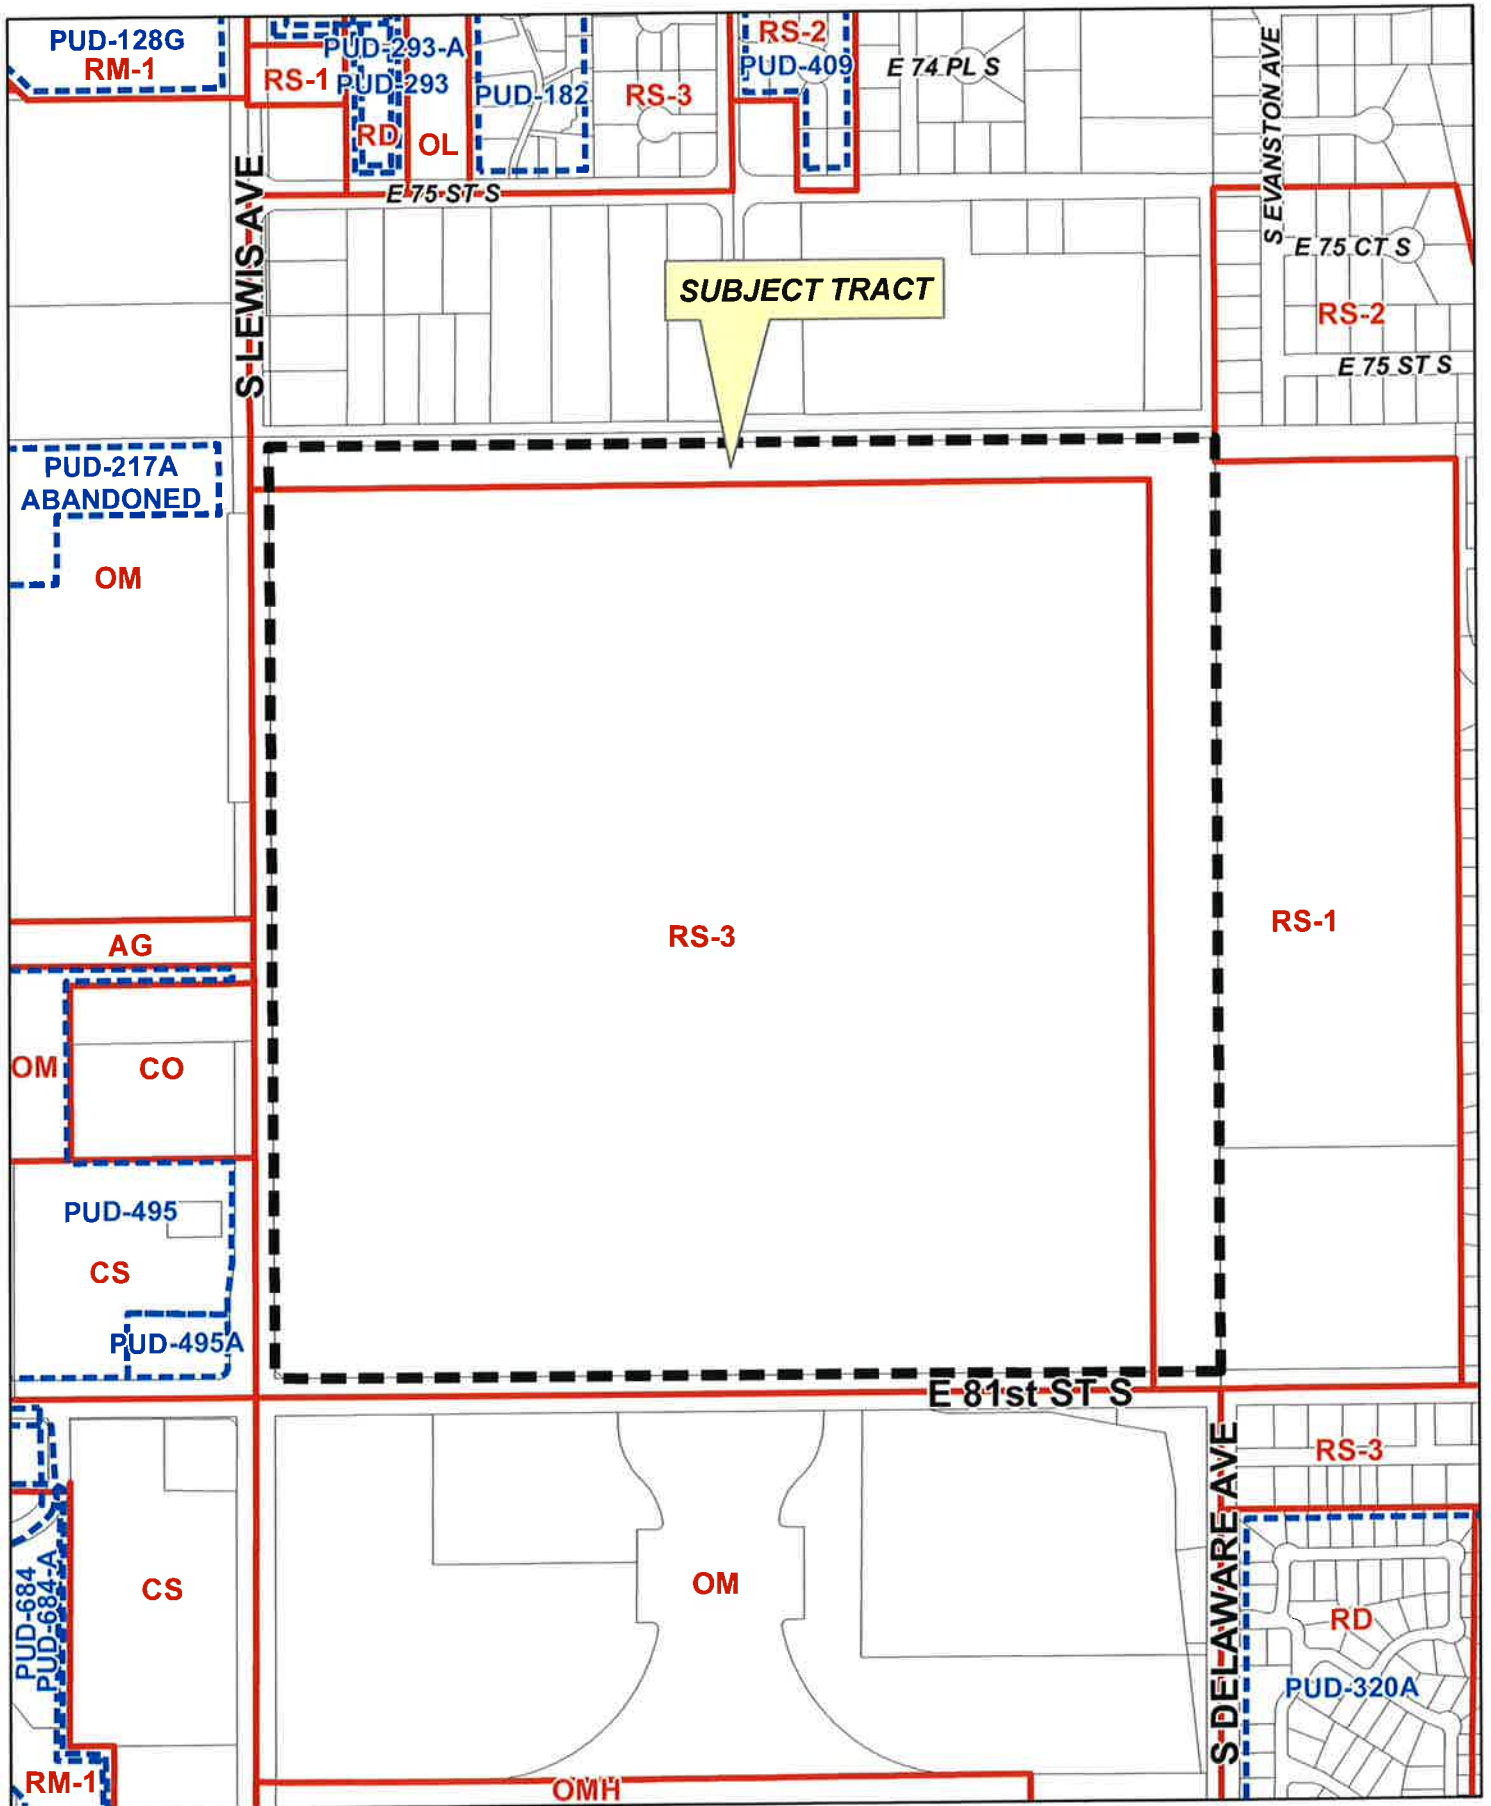 PUD-128G
RM-1
RS-1
PUD-293-A
PUD-293
RD
OL
PUD-182
RS-3
RS-2
PUD-409
E 74 PL S
S EVANSTON AVE
S LEWIS AVE
E 75 ST S
E 75 CT S
RS-2
E 75 ST S
SUBJECT TRACT
PUD-217A
ABANDONED
OM
RS-3
RS-1
AG
OM
CO
PUD-495
CS
PUD-495A
E 81st ST S
S DELAWARE AVE
RS-3
PUD-684
PUD-684-A
CS
OM
RD
PUD-320A
RM-1
OMH